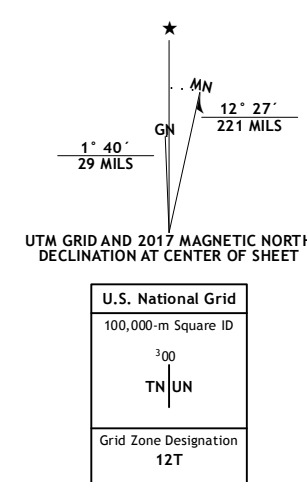 MN
GN
12° 27´
221 MILS
1° 40´
29 MILS
UTM GRID AND 2017 MAGNETIC NORTH
DECLINATION AT CENTER OF SHEET
U.S. National Grid
100,000-m Square ID
³00
TN UN
Grid Zone Designation
12T